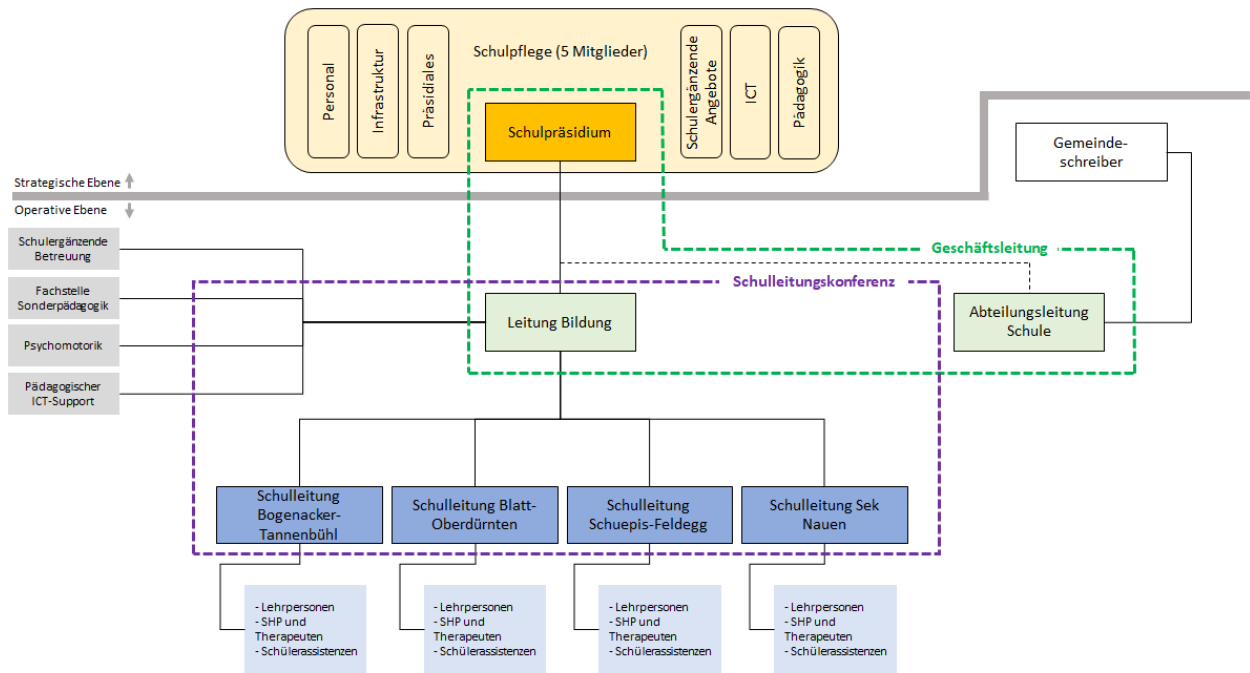 Schulpflege (5 Mitglieder)
Personal
Infrastruktur
Präsidiales
Schulergänzende
Angebote
ICT
Pädagogik
Schulpräsidium
Gemeinde-
schreiber
Strategische Ebene
Operative Ebene
Schulergänzende
Betreuung
Fachstelle
Sonderpädagogik
Psychomotorik
Pädagogischer
ICT-Support
Geschäftsleitung
Schulleitungskonferenz
Leitung Bildung
Abteilungsleitung
Schule
Schulleitung
Bogenacker-
Tannenbühl
Schulleitung Blatt-
Oberdürnten
Schulleitung
Schuepis-Feldegg
Schulleitung Sek
Nauen
- Lehrpersonen
- SHP und
Therapeuten
- Schülerassistenzen
- Lehrpersonen
- SHP und
Therapeuten
- Schülerassistenzen
- Lehrpersonen
- SHP und
Therapeuten
- Schülerassistenzen
- Lehrpersonen
- SHP und
Therapeuten
- Schülerassistenzen